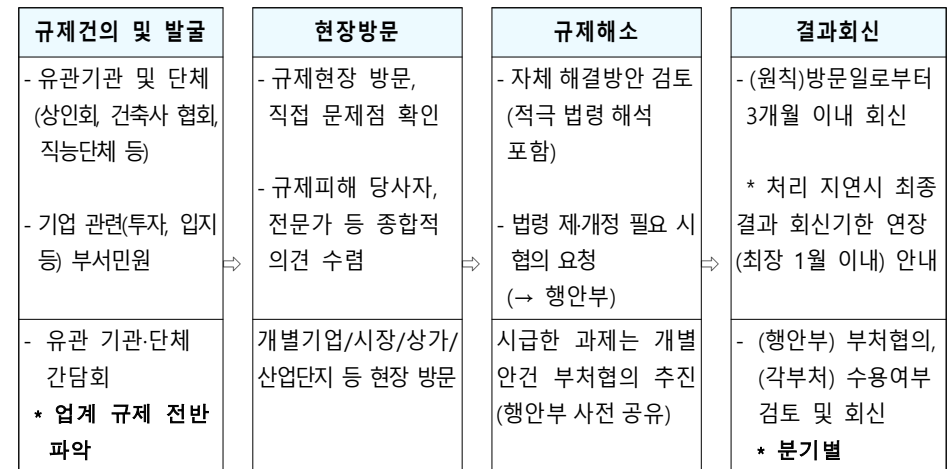 규제건의 및 발굴
- 유관기관 및 단체
(상인회, 건축사 협회,
직능단체 등)
- 기업 관련(투자, 입지
등) 부서민원
- 유관 기관·단체
간담회
* 업계 규제 전반
파악
⇨
현장방문
- 규제현장 방문,
직접 문제점 확인
- 규제피해 당사자,
전문가 등 종합적
의견 수렴
개별기업/시장/상가/
산업단지 등 현장 방문
⇨
규제해소
- 자체 해결방안 검토
(적극 법령 해석
포함)
- 법령 제·개정 필요 시
협의 요청
(→ 행안부)
시급한 과제는 개별
안건 부처협의 추진
(행안부 사전 공유)
⇨
결과회신
- (원칙)방문일로부터
3개월 이내 회신
* 처리 지연시 최종
결과 회신기한 연장
(최장 1월 이내) 안내
- (행안부) 부처협의,
(각부처) 수용여부
검토 및 회신
* 분기별